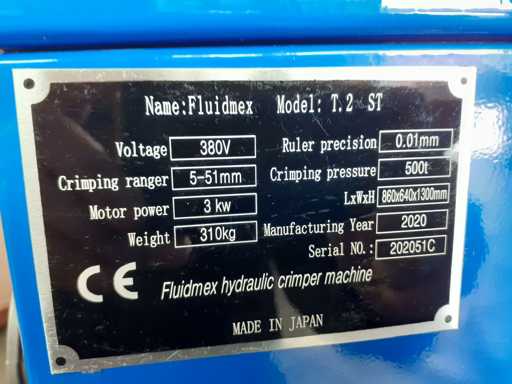 Name:Fluidmex Model: T.2 ST
Voltage 380V Ruler precision 0.01mm
Crimping ranger 5-51mm Crimping pressure 500t
Motor power 3 kw LxWxH 860x640x1300mm
Weight 310kg Manufacturing Year 2020
Serial NO.: 202051C
CE Fluidmex hydraulic crimper machine
MADE IN JAPAN